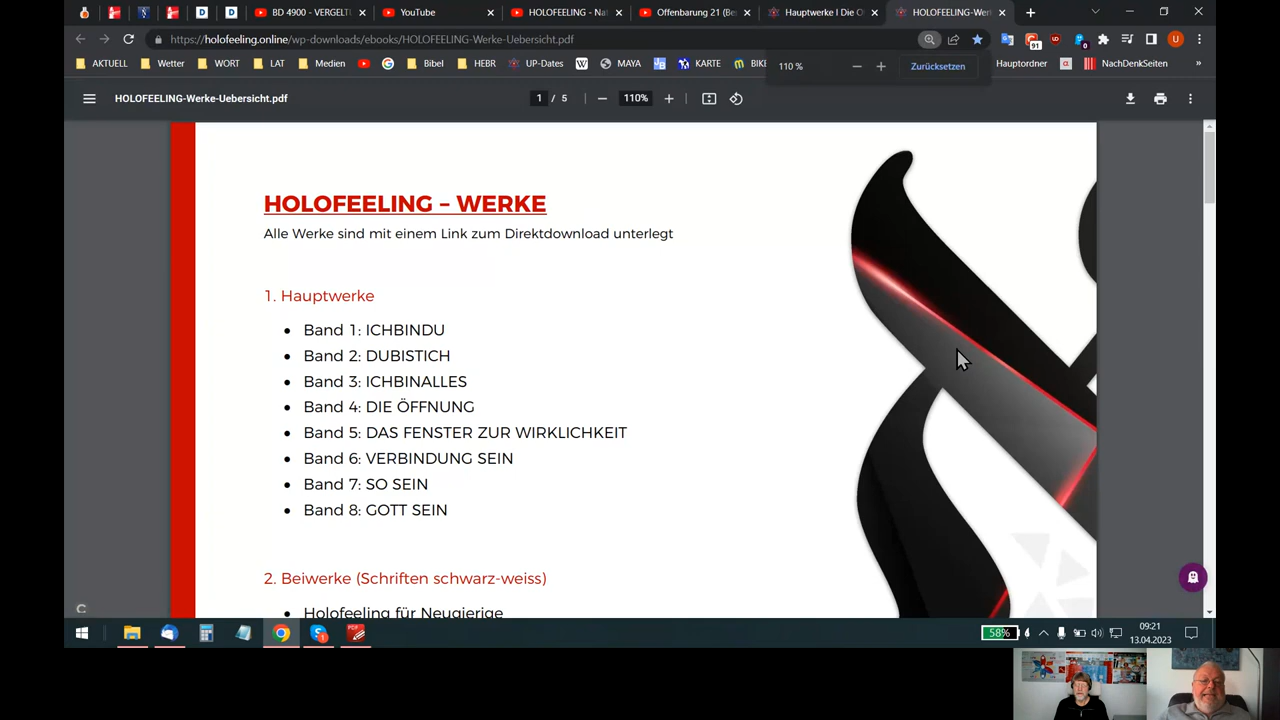 BD 4900 - VERGELTU
YouTube
HOLOFEELING - Na
Offenbarung 21 (Be
Hauptwerke I Die O
HOLOFEELING-Wer
https://holofeeling.online/wp-downloads/ebooks/HOLOFEELING-Werke-Uebersicht.pdf
91
0
U
AKTUELL
Wetter
WORT
LAT
Medien
Bibel
HEBR
UP-Dates
W
MAYA
KARTE
BIKE
Hauptordner
a
NachDenkSeiten
»
110 %
Zurücksetzen
HOLOFEELING-Werke-Uebersicht.pdf
1 / 5
110%
HOLOFEELING – WERKE
Alle Werke sind mit einem Link zum Direktdownload unterlegt
1. Hauptwerke
• Band 1: ICHBINDU
• Band 2: DUBISTICH
• Band 3: ICHBINALLES
• Band 4: DIE ÖFFNUNG
• Band 5: DAS FENSTER ZUR WIRKLICHKEIT
• Band 6: VERBINDUNG SEIN
• Band 7: SO SEIN
• Band 8: GOTT SEIN
2. Beiwerke (Schriften schwarz-weiss)
• Holofeeling für Neugierige
58%
09:21
13.04.2023